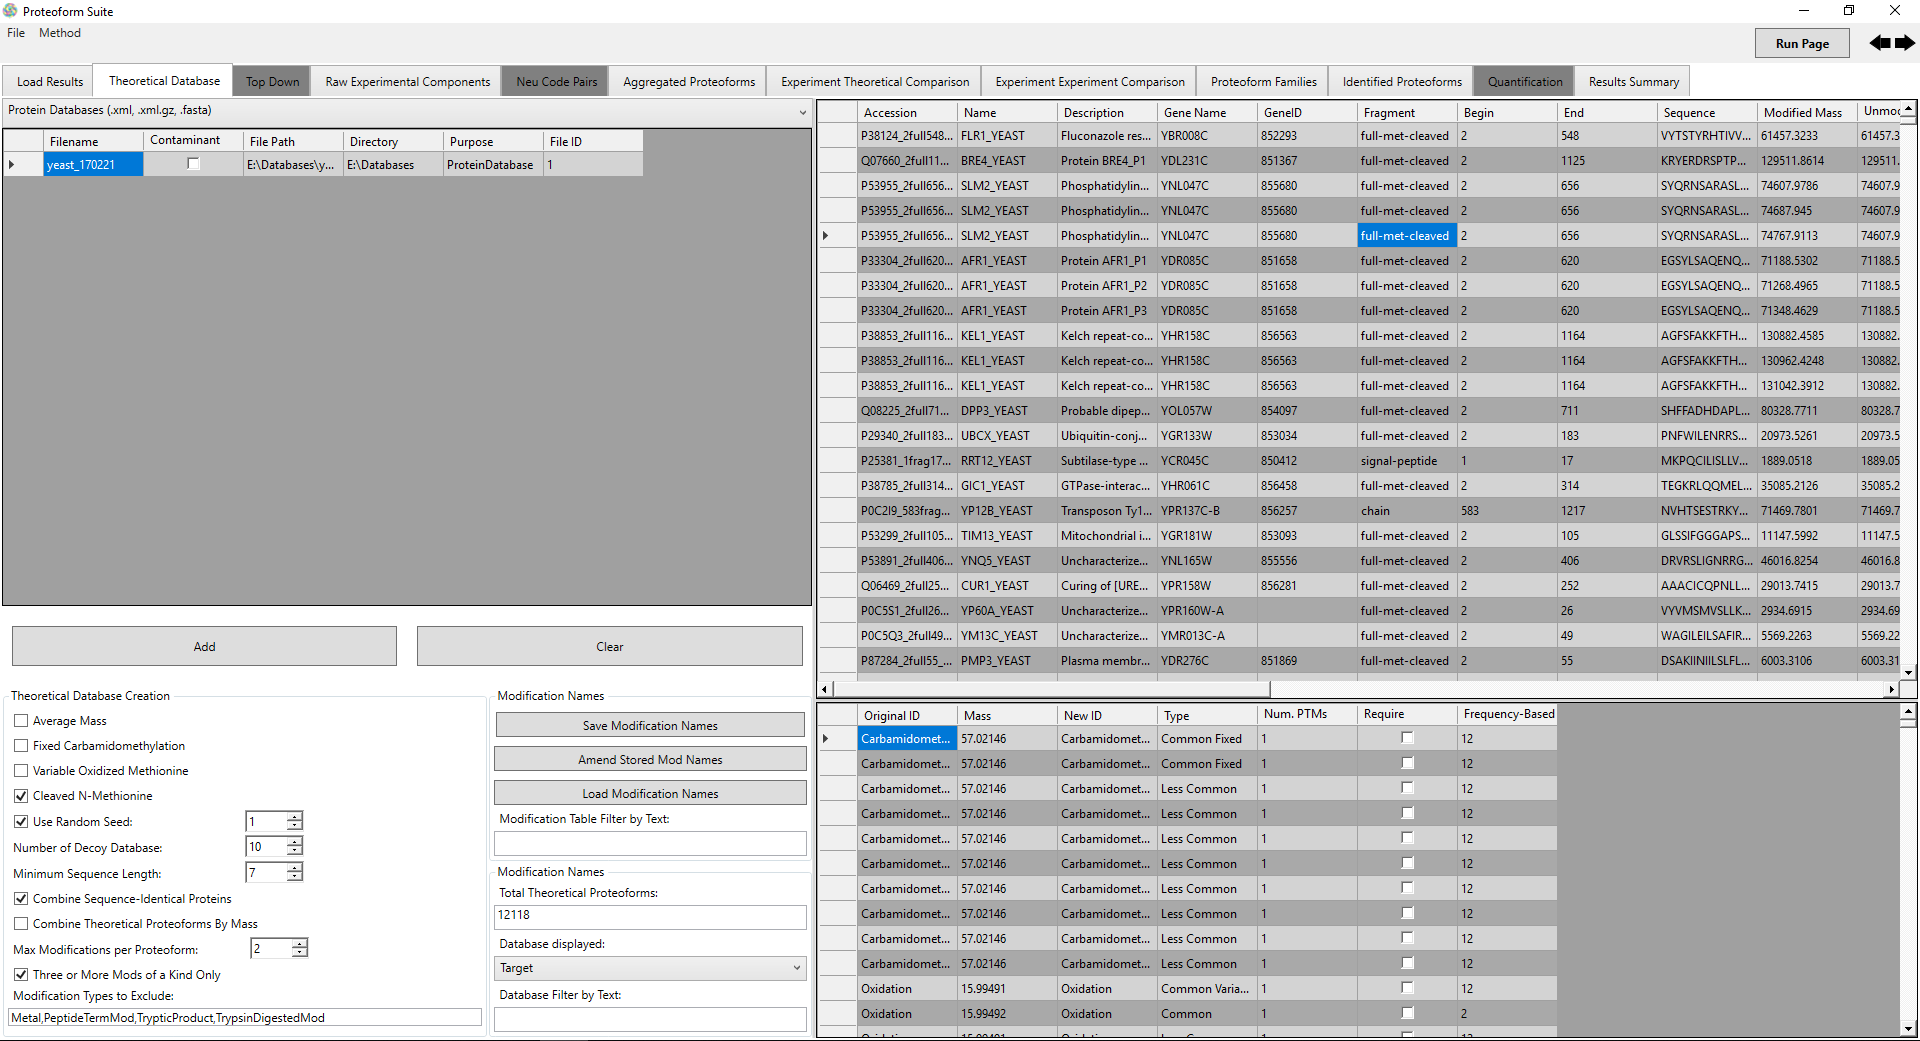 Proteoform Suite
File Method
Run Page
Load Results Theoretical Database Top Down Raw Experimental Components Neu Code Pairs Aggregated Proteoforms Experiment Theoretical Comparison Experiment Experiment Comparison Proteoform Families Identified Proteoforms Quantification Results Summary
Protein Databases (.xml, .xml.gz, .fasta)
Filename Contaminant File Path Directory Purpose File ID
yeast_170221 E:\Databases\y... E:\Databases ProteinDatabase 1
Add Clear
Theoretical Database Creation
Average Mass
Fixed Carbamidomethylation
Variable Oxidized Methionine
Cleaved N-Methionine
Use Random Seed: 1
Number of Decoy Database: 10
Minimum Sequence Length: 7
Combine Sequence-Identical Proteins
Combine Theoretical Proteoforms By Mass
Max Modifications per Proteoform: 2
Three or More Mods of a Kind Only
Modification Types to Exclude:
Metal,PeptideTermMod,TrypticProduct,TrypsinDigestedMod
Modification Names
Save Modification Names
Amend Stored Mod Names
Load Modification Names
Modification Table Filter by Text:
Modification Names
Total Theoretical Proteoforms:
12118
Database displayed:
Target
Database Filter by Text:
Accession Name Description Gene Name GeneID Fragment Begin End Sequence Modified Mass Unmod
P38124_2full548... FLR1_YEAST Fluconazole res... YBR008C 852293 full-met-cleaved 2 548 VYTSTYRHTIVV... 61457.3233 61457.3
Q07660_2full11... BRE4_YEAST Protein BRE4_P1 YDL231C 851367 full-met-cleaved 2 1125 KRYERDRSPTP... 129511.8614 129511.
P53955_2full656... SLM2_YEAST Phosphatidylin... YNL047C 855680 full-met-cleaved 2 656 SYQRNSARASL... 74607.9786 74607.9
P53955_2full656... SLM2_YEAST Phosphatidylin... YNL047C 855680 full-met-cleaved 2 656 SYQRNSARASL... 74687.945 74607.9
P53955_2full656... SLM2_YEAST Phosphatidylin... YNL047C 855680 full-met-cleaved 2 656 SYQRNSARASL... 74767.9113 74607.9
P33304_2full620... AFR1_YEAST Protein AFR1_P1 YDR085C 851658 full-met-cleaved 2 620 EGSYLSAQENQ... 71188.5302 71188.5
P33304_2full620... AFR1_YEAST Protein AFR1_P2 YDR085C 851658 full-met-cleaved 2 620 EGSYLSAQENQ... 71268.4965 71188.5
P33304_2full620... AFR1_YEAST Protein AFR1_P3 YDR085C 851658 full-met-cleaved 2 620 EGSYLSAQENQ... 71348.4629 71188.5
P38853_2full116... KEL1_YEAST Kelch repeat-co... YHR158C 856563 full-met-cleaved 2 1164 AGFSFAKKFTH... 130882.4585 130882.
P38853_2full116... KEL1_YEAST Kelch repeat-co... YHR158C 856563 full-met-cleaved 2 1164 AGFSFAKKFTH... 130962.4248 130882.
P38853_2full116... KEL1_YEAST Kelch repeat-co... YHR158C 856563 full-met-cleaved 2 1164 AGFSFAKKFTH... 131042.3912 130882.
Q08225_2full71... DPP3_YEAST Probable dipep... YOL057W 854097 full-met-cleaved 2 711 SHFFADHDAPL... 80328.7711 80328.7
P29340_2full183... UBCX_YEAST Ubiquitin-conj... YGR133W 853034 full-met-cleaved 2 183 PNFWILENRRS... 20973.5261 20973.5
P25381_1frag17... RRT12_YEAST Subtilase-type ... YCR045C 850412 signal-peptide 1 17 MKPQCILISLLV... 1889.0518 1889.05
P38785_2full314... GIC1_YEAST GTPase-interac... YHR061C 856458 full-met-cleaved 2 314 TEGKRLQQMEL... 35085.2126 35085.2
P0C2I9_583frag... YP12B_YEAST Transposon Ty1... YPR137C-B 856257 chain 583 1217 NVHTSESTRKY... 71469.7801 71469.7
P53299_2full105... TIM13_YEAST Mitochondrial i... YGR181W 853093 full-met-cleaved 2 105 GLSSIFGGGAPS... 11147.5992 11147.5
P53891_2full406... YNQ5_YEAST Uncharacterize... YNL165W 855556 full-met-cleaved 2 406 DRVRSLIGNRRG... 46016.8254 46016.8
Q06469_2full25... CUR1_YEAST Curing of [URE... YPR158W 856281 full-met-cleaved 2 252 AAACICQPNLL... 29013.7415 29013.7
P0C5S1_2full26... YP60A_YEAST Uncharacterize... YPR160W-A full-met-cleaved 2 26 VYVMSMVSLLK... 2934.6915 2934.69
P0C5Q3_2full49... YM13C_YEAST Uncharacterize... YMR013C-A full-met-cleaved 2 49 WAGILEILSAFIR... 5569.2263 5569.22
P87284_2full55_... PMP3_YEAST Plasma membr... YDR276C 851869 full-met-cleaved 2 55 DSAKIINIILSLFL... 6003.3106 6003.31
Original ID Mass New ID Type Num. PTMs Require Frequency-Based
Carbamidomet... 57.02146 Carbamidomet... Common Fixed 1 12
Carbamidomet... 57.02146 Carbamidomet... Common Fixed 1 12
Carbamidomet... 57.02146 Carbamidomet... Less Common 1 12
Carbamidomet... 57.02146 Carbamidomet... Less Common 1 12
Carbamidomet... 57.02146 Carbamidomet... Less Common 1 12
Carbamidomet... 57.02146 Carbamidomet... Less Common 1 12
Carbamidomet... 57.02146 Carbamidomet... Less Common 1 12
Carbamidomet... 57.02146 Carbamidomet... Less Common 1 12
Carbamidomet... 57.02146 Carbamidomet... Less Common 1 12
Carbamidomet... 57.02146 Carbamidomet... Less Common 1 12
Oxidation 15.99491 Oxidation Common Varia... 1 12
Oxidation 15.99492 Oxidation Common 1 2